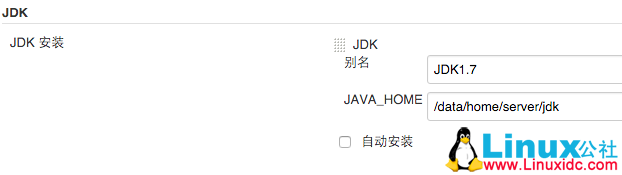 JDK
JDK 安装
JDK
别名
JDK1.7
JAVA_HOME
/data/home/server/jdk
自动安装
Linux公社
www.Linuxidc.com